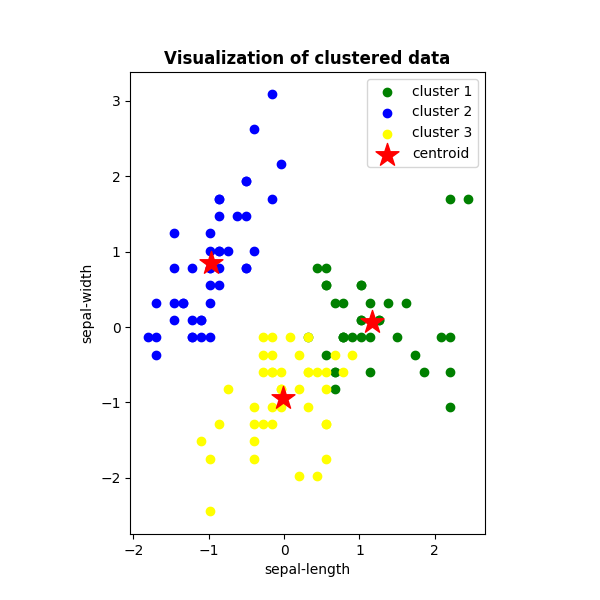 Visualization of clustered data
cluster 1
cluster 2
cluster 3
centroid
3
2
1
0
−1
−2
sepal-width
−2
−1
0
1
2
sepal-length